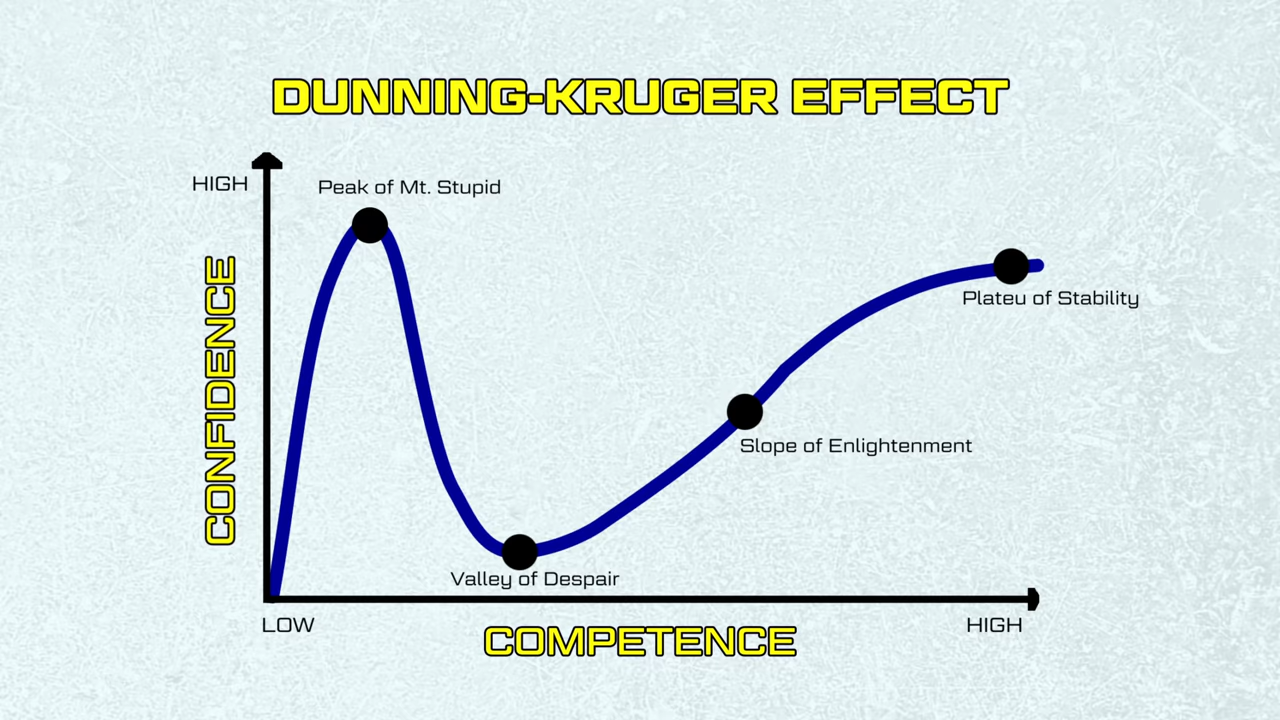 DUNNING-KRUGER EFFECT
HIGH
Peak of Mt. Stupid
CONFIDENCE
Plateu of Stability
Slope of Enlightenment
Valley of Despair
LOW
HIGH
COMPETENCE